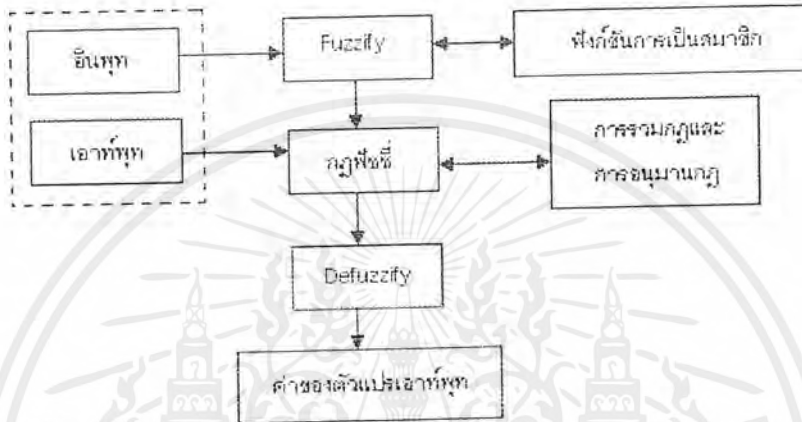 อินพุท
Fuzzify
ฟังก์ชันการเป็นสมาชิก
เอาท์พุท
กฎฟัซซี่
การรวมกฎและ
การอนุมานกฎ
Defuzzify
ค่าของตัวแปรเอาท์พุท